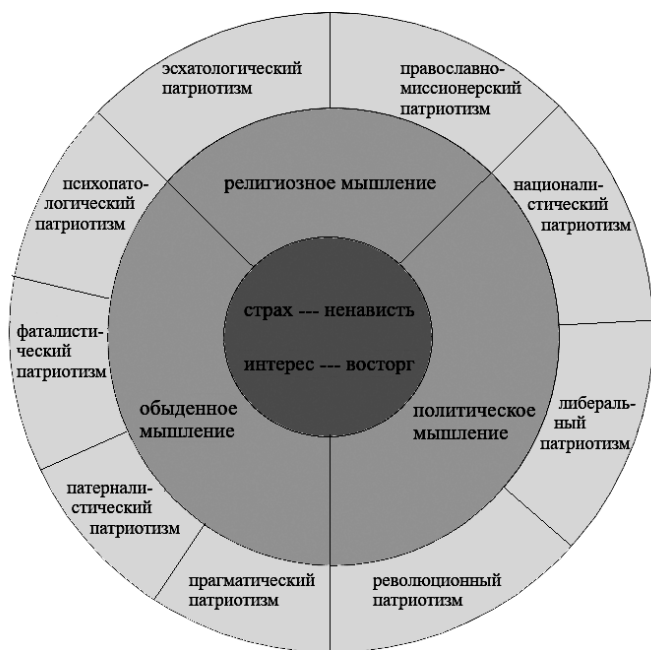 эсхатологический
патриотизм
православно-
миссионерский
патриотизм
психопато-
логический
патриотизм
религиозное мышление
национали-
стический
патриотизм
страх --- ненависть
интерес --- восторг
фаталисти-
ческий
патриотизм
обыденное
мышление
политическое
мышление
либераль-
ный
патриотизм
патернали-
стический
патриотизм
прагматический
патриотизм
революционный
патриотизм